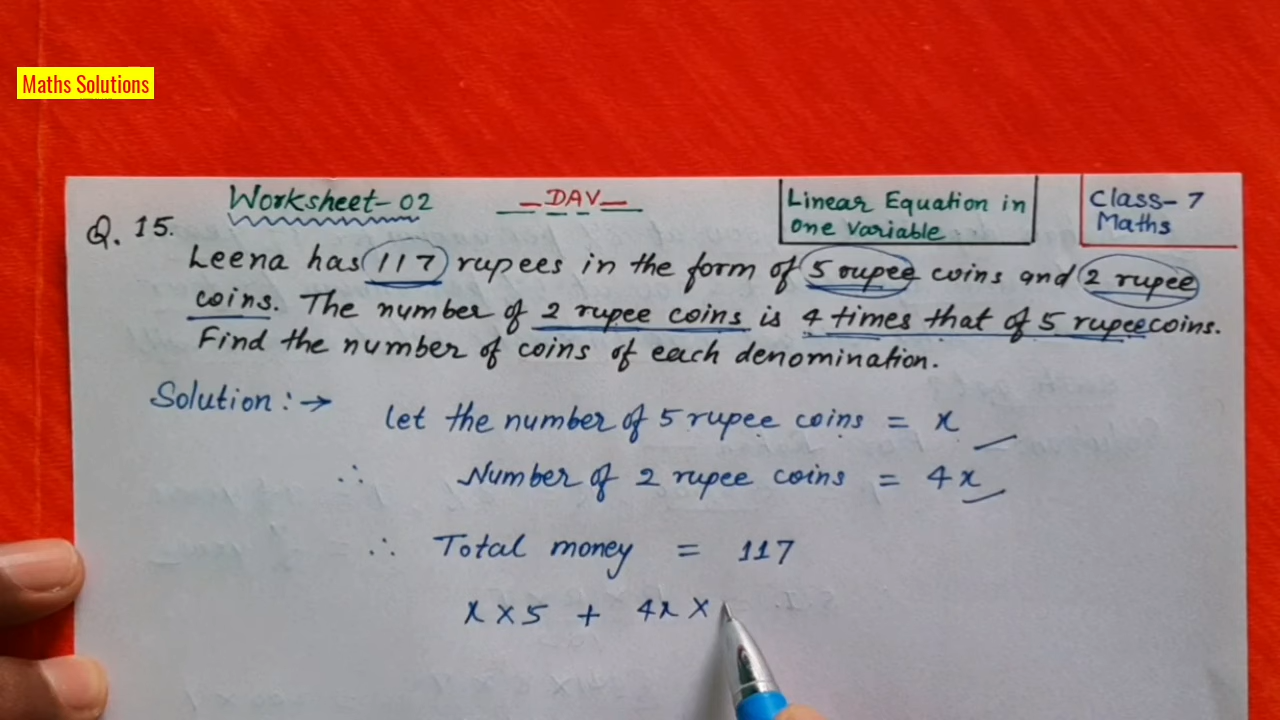 Maths Solutions
Worksheet-02 _DAV_ Linear Equation in one Variable Class-7 Maths
Q. 15.
Leena has 117 rupees in the form of 5 rupee coins and 2 rupee
coins. The number of 2 rupee coins is 4 times that of 5 rupee coins.
Find the number of coins of each denomination.
Solution :→ let the number of 5 rupee coins = x
∴ Number of 2 rupee coins = 4x
∴ Total money = 117
x × 5 + 4x ×